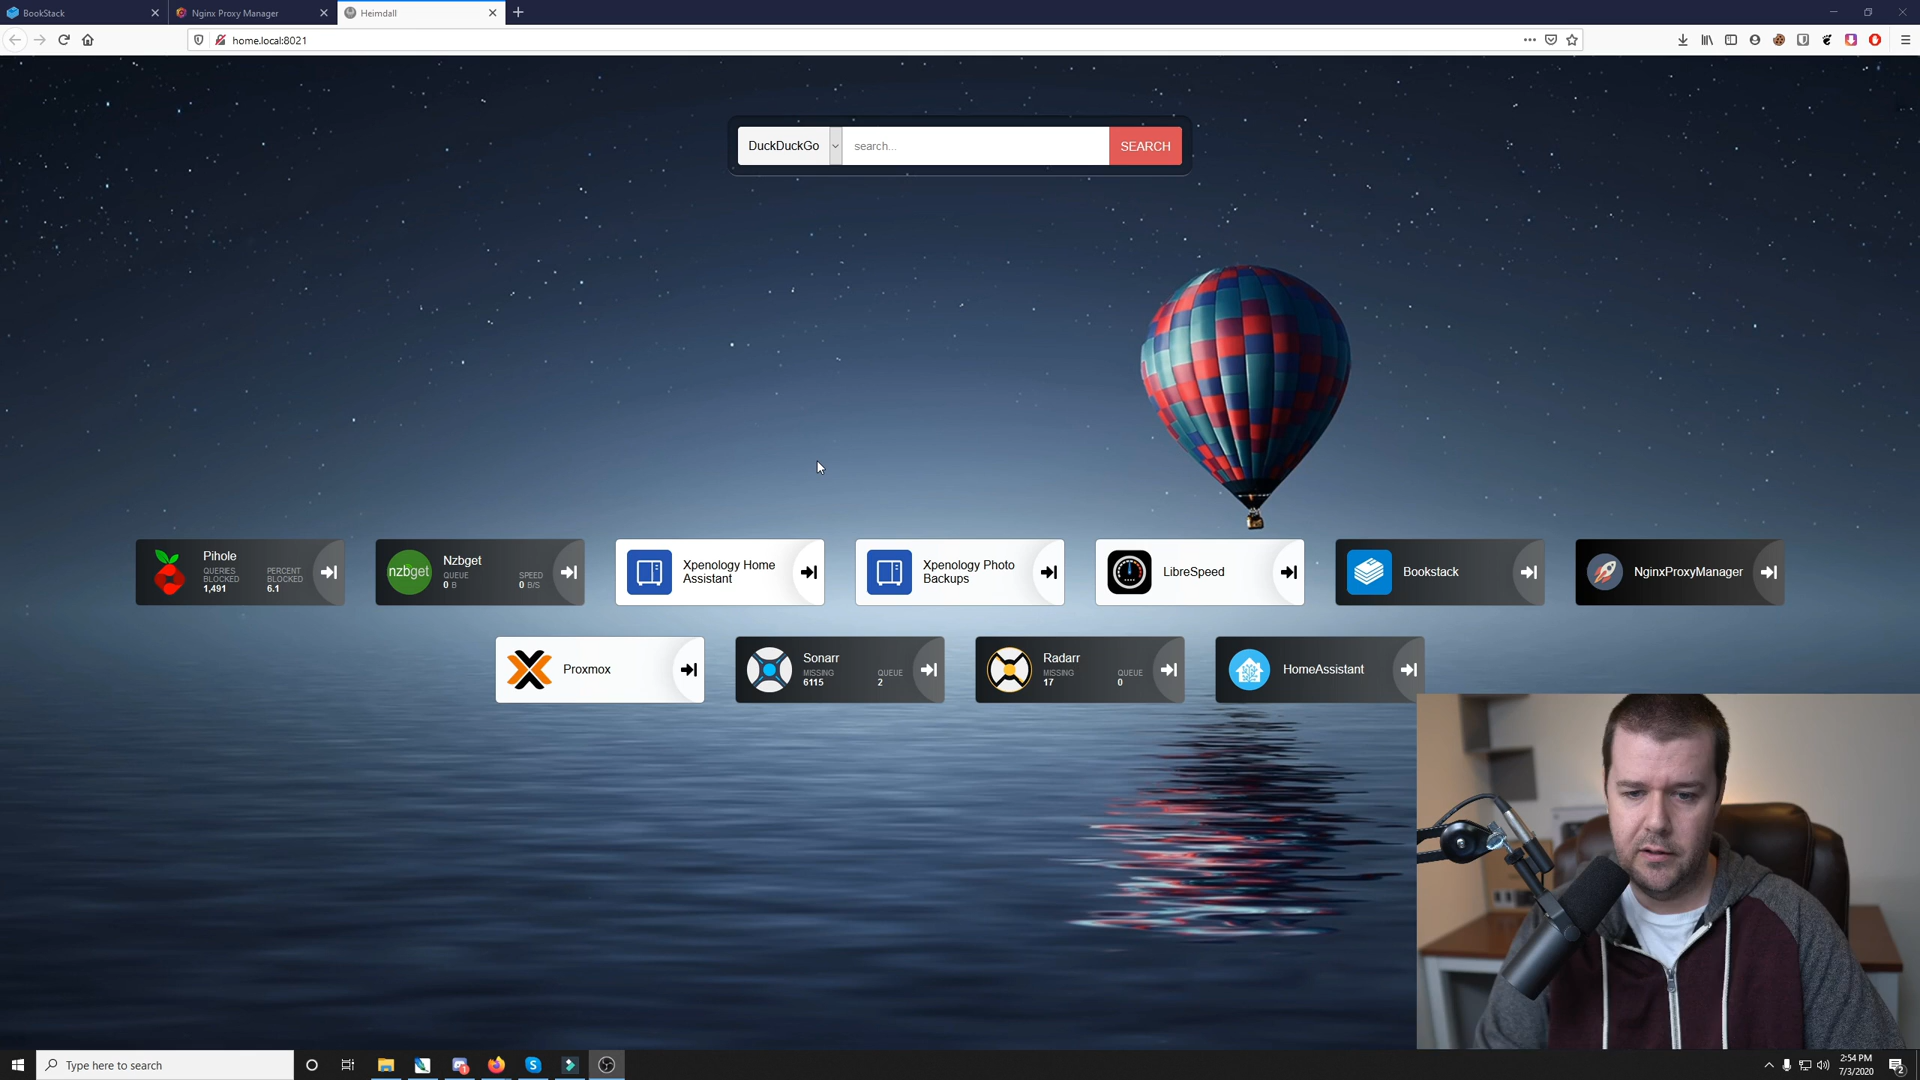 BookStack
Nginx Proxy Manager
Heimdall
home.local:8021
DuckDuckGo
search...
SEARCH
Pihole
QUERIES BLOCKED
1,491
PERCENT BLOCKED
6.1
nzbget
Nzbget
QUEUE
0 B
SPEED
0 B/S
Xpenology Home
Assistant
Xpenology Photo
Backups
LibreSpeed
Bookstack
NginxProxyManager
Proxmox
Sonarr
MISSING
6115
QUEUE
2
Radarr
MISSING
17
QUEUE
0
HomeAssistant
Type here to search
1
2:54 PM
7/3/2020
2